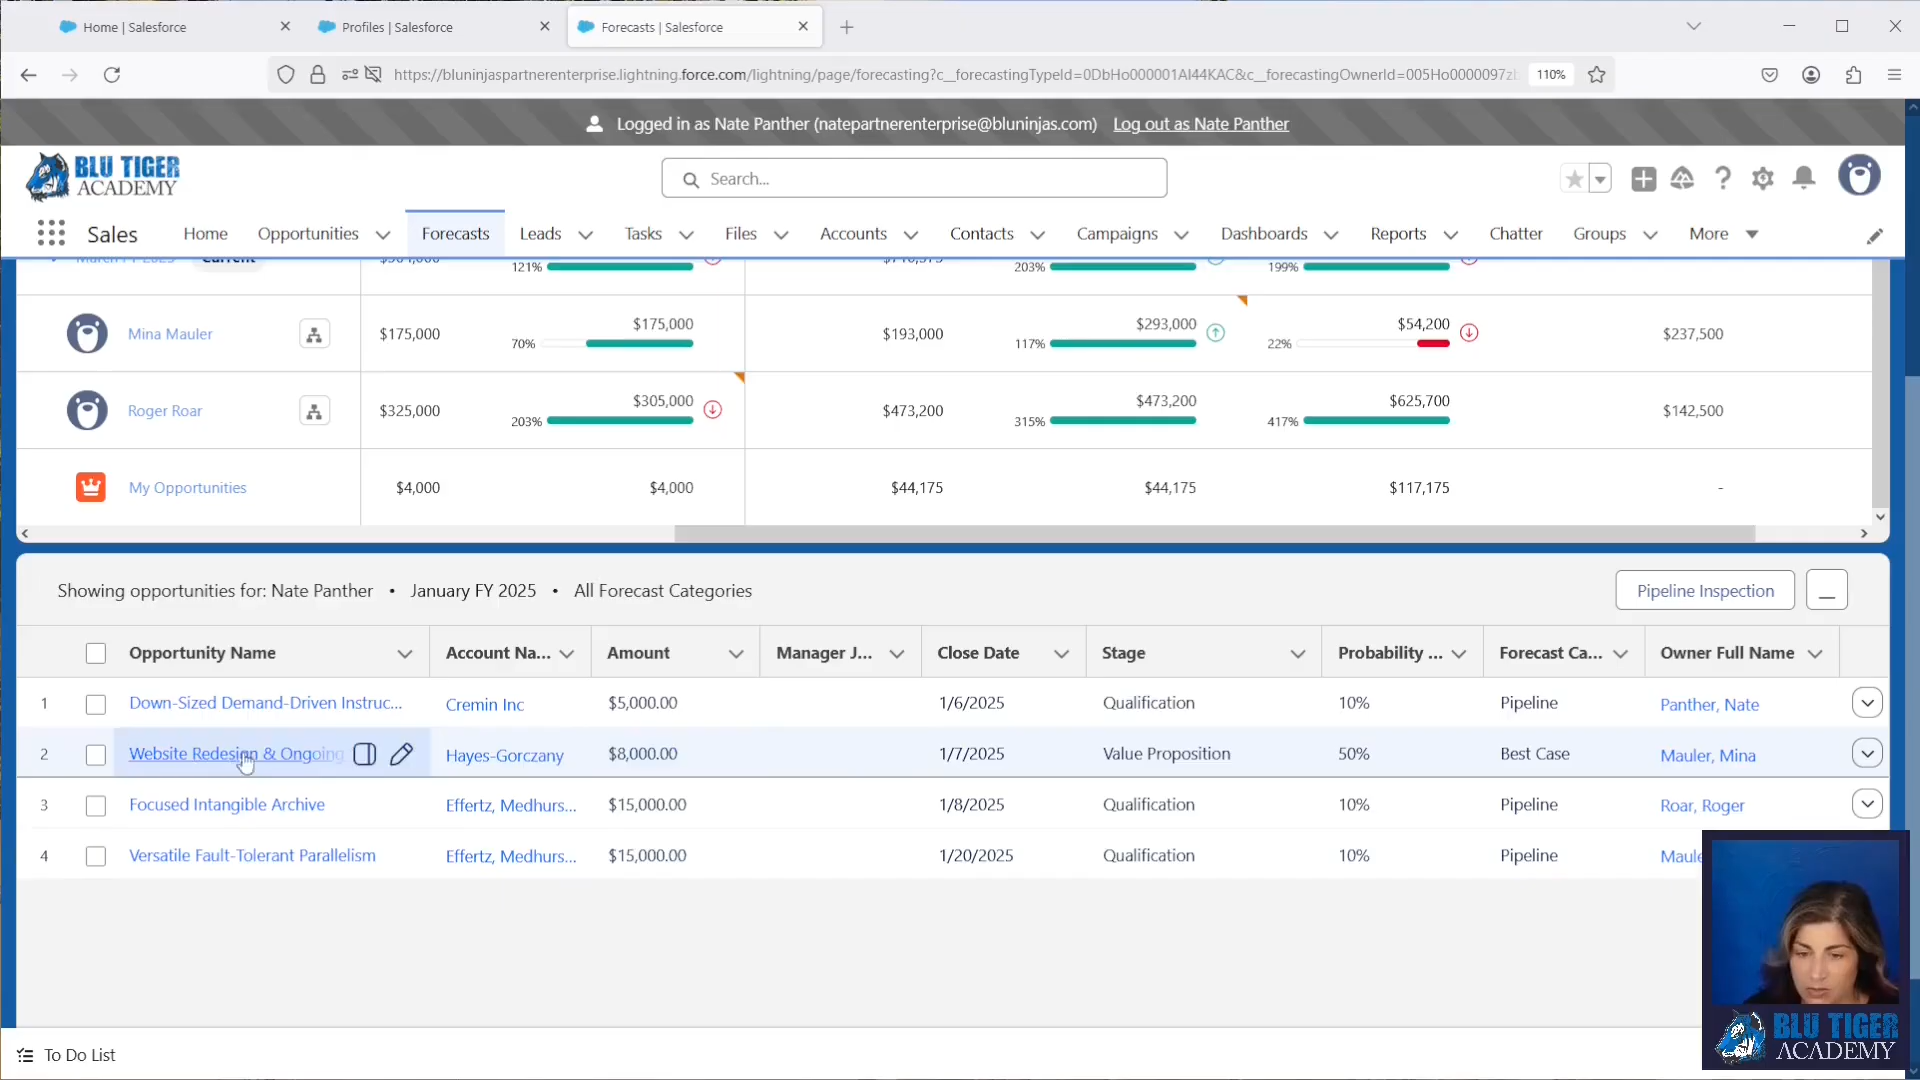 Home | Salesforce
Profiles | Salesforce
Forecasts | Salesforce
https://bluninjaspartnerenterprise.lightning.force.com/lightning/page/forecasting?c__forecastingTypeId=0DbHo000001AI44KAC&c__forecastingOwnerId=005Ho0000097z
110%
Logged in as Nate Panther (natepartnerenterprise@bluninjas.com) Log out as Nate Panther
BLU TIGER
ACADEMY
Search...
Sales
Home
Opportunities
Forecasts
Leads
Tasks
Files
Accounts
Contacts
Campaigns
Dashboards
Reports
Chatter
Groups
More
March FY 2025 Current
121% 203% 199%
Mina Mauler $175,000 70% $175,000 $193,000 117% $293,000 22% $54,200 $237,500
Roger Roar $325,000 203% $305,000 $473,200 315% $473,200 417% $625,700 $142,500
My Opportunities $4,000 $4,000 $44,175 $44,175 $117,175 -
Showing opportunities for: Nate Panther • January FY 2025 • All Forecast Categories
Pipeline Inspection
Opportunity Name Account Na... Amount Manager J... Close Date Stage Probability ... Forecast Ca... Owner Full Name
1 Down-Sized Demand-Driven Instruc... Cremin Inc $5,000.00 1/6/2025 Qualification 10% Pipeline Panther, Nate
2 Website Redesign & Ongoing Hayes-Gorczany $8,000.00 1/7/2025 Value Proposition 50% Best Case Mauler, Mina
3 Focused Intangible Archive Effertz, Medhurs... $15,000.00 1/8/2025 Qualification 10% Pipeline Roar, Roger
4 Versatile Fault-Tolerant Parallelism Effertz, Medhurs... $15,000.00 1/20/2025 Qualification 10% Pipeline Maule
To Do List
BLU TIGER
ACADEMY